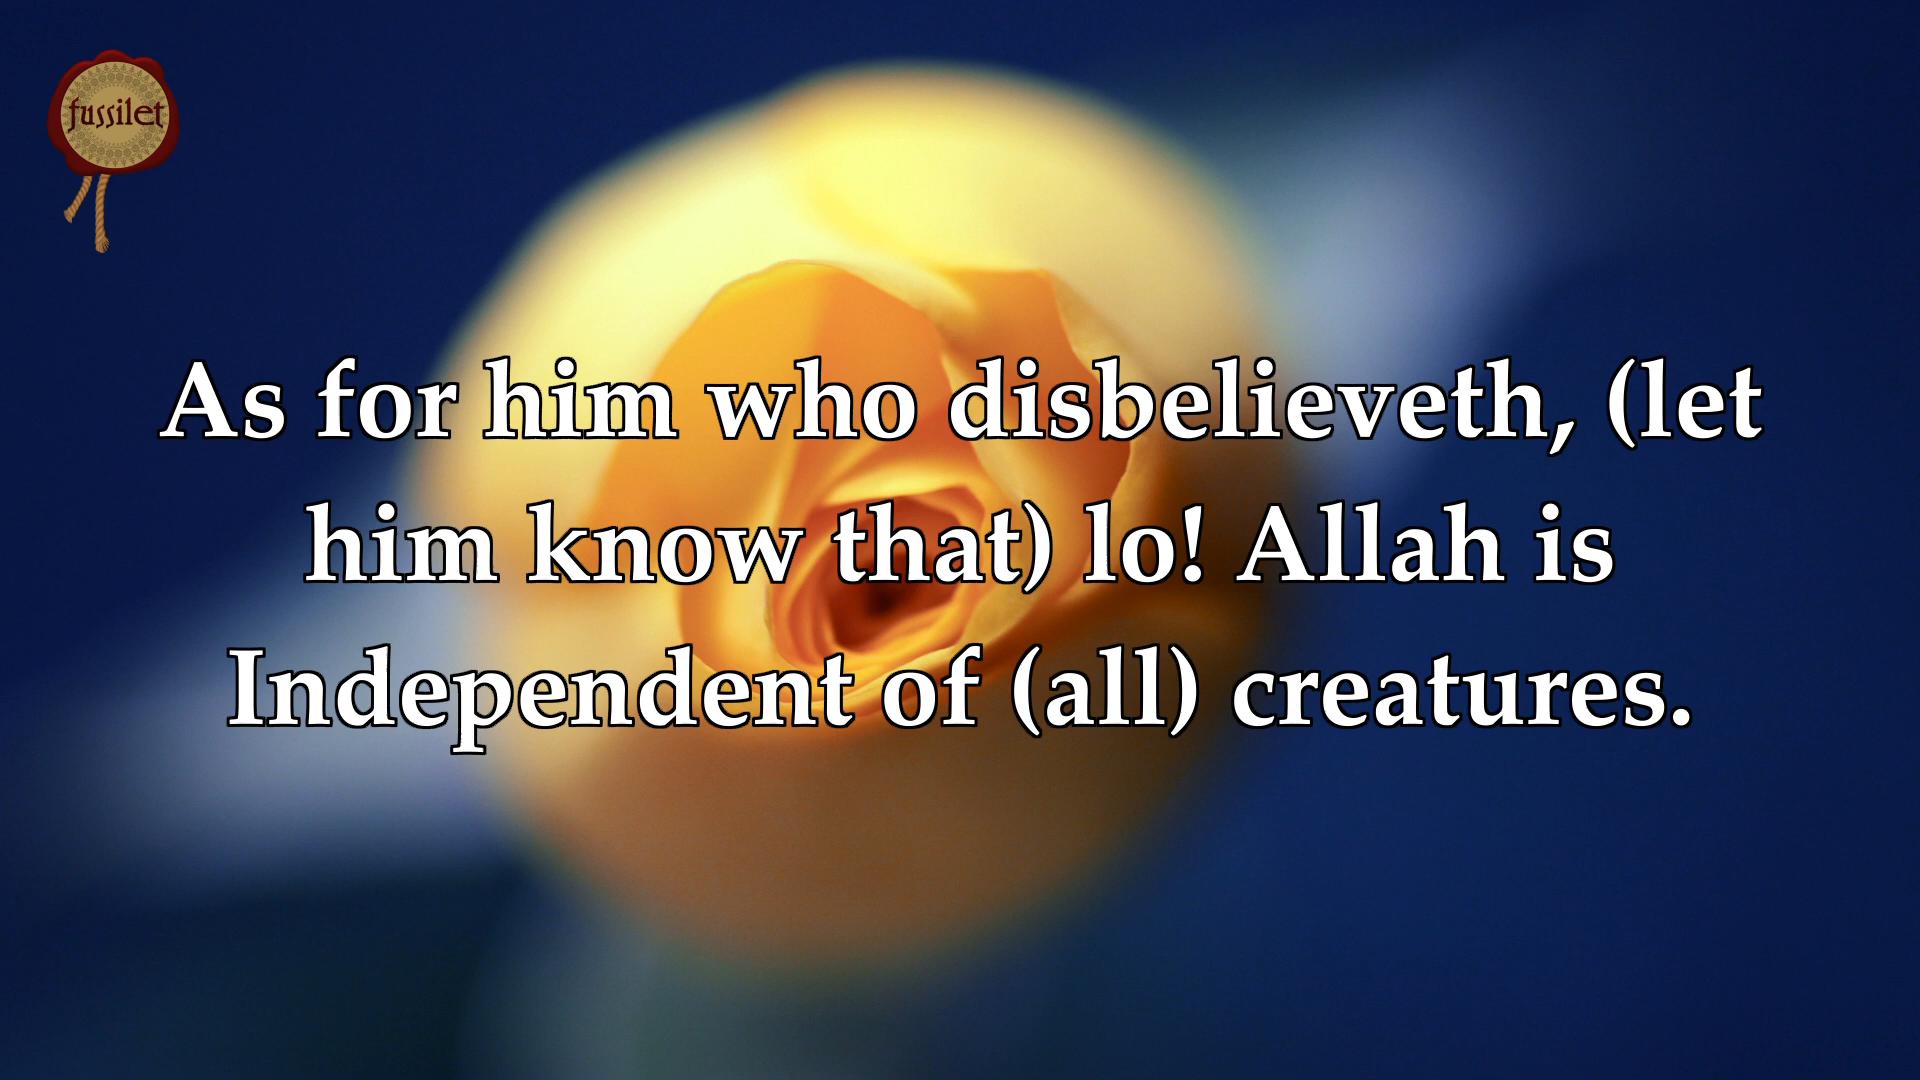 fussilet
As for him who disbelieveth, (let
him know that) lo! Allah is
Independent of (all) creatures.